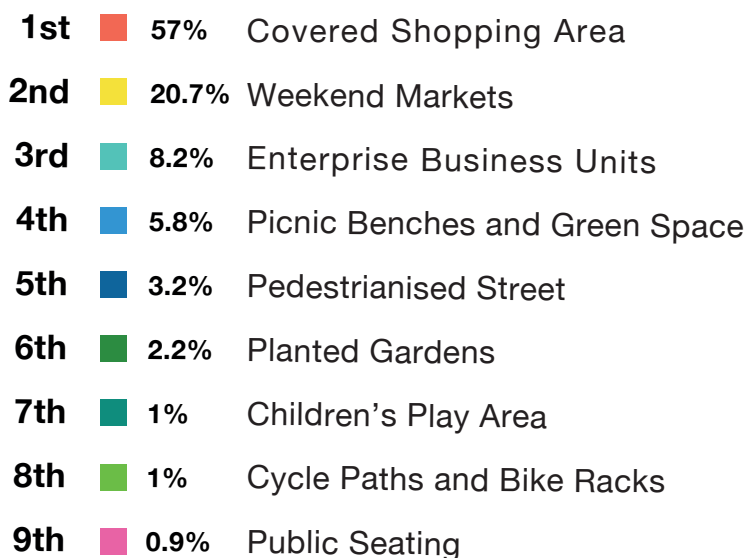 1st 57% Covered Shopping Area
2nd 20.7% Weekend Markets
3rd 8.2% Enterprise Business Units
4th 5.8% Picnic Benches and Green Space
5th 3.2% Pedestrianised Street
6th 2.2% Planted Gardens
7th 1% Children’s Play Area
8th 1% Cycle Paths and Bike Racks
9th 0.9% Public Seating